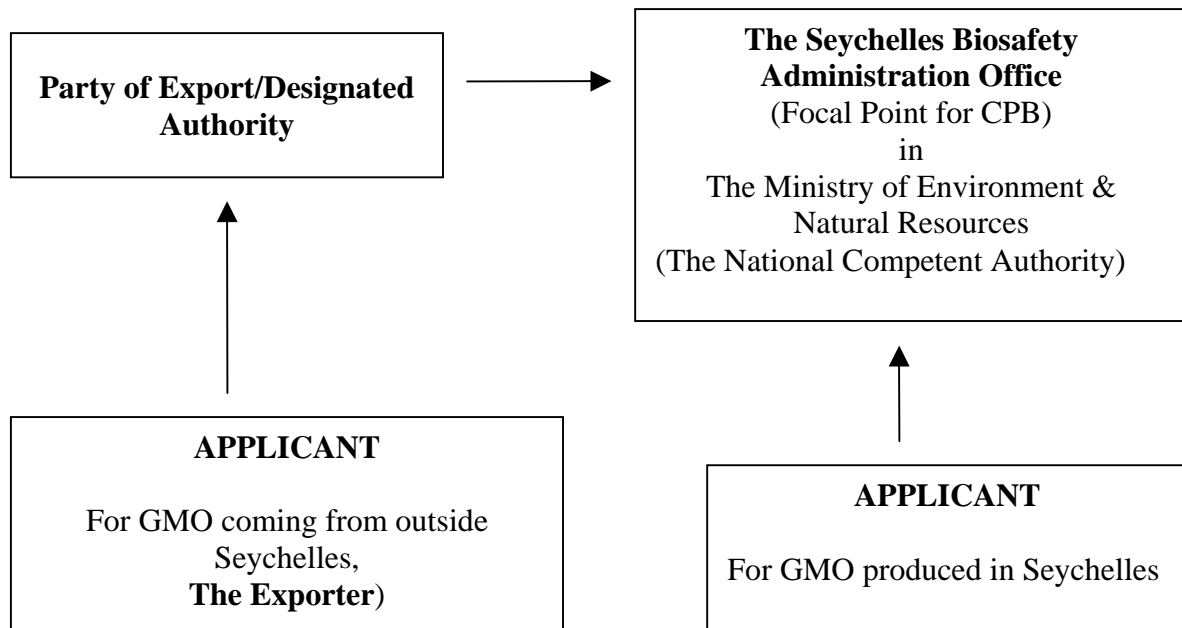 Party of Export/Designated
Authority
The Seychelles Biosafety
Administration Office
(Focal Point for CPB)
in
The Ministry of Environment &
Natural Resources
(The National Competent Authority)
APPLICANT
For GMO coming from outside
Seychelles,
The Exporter)
APPLICANT
For GMO produced in Seychelles